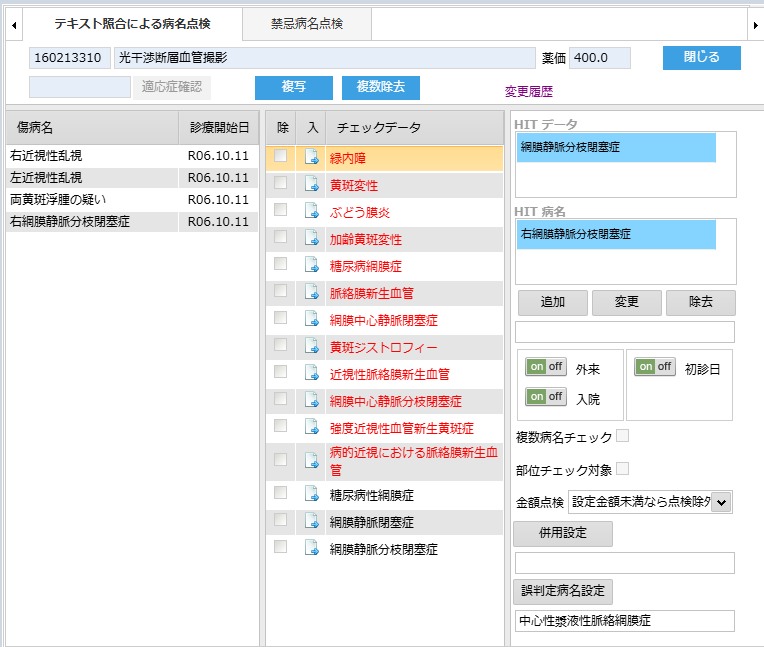 テキスト照合による病名点検 禁忌病名点検
160213310 光干渉断層血管撮影 薬価 400.0 閉じる
適応症確認 複写 複数除去 変更履歴
傷病名 診療開始日
右近視性乱視 R06.10.11
左近視性乱視 R06.10.11
両黄斑浮腫の疑い R06.10.11
右網膜静脈分枝閉塞症 R06.10.11
除 入 チェックデータ
緑内障
黄斑変性
ぶどう膜炎
加齢黄斑変性
糖尿病網膜症
脈絡膜新生血管
網膜中心静脈閉塞症
黄斑ジストロフィー
近視性脈絡膜新生血管
網膜中心静脈分枝閉塞症
強度近視性血管新生黄斑症
病的近視における脈絡膜新生血
管
糖尿病性網膜症
網膜静脈閉塞症
網膜静脈分枝閉塞症
HIT データ
網膜静脈分枝閉塞症
HIT 病名
右網膜静脈分枝閉塞症
追加 変更 除去
on off 外来 on off 初診日
on off 入院
複数病名チェック
部位チェック対象
金額点検 設定金額未満なら点検除外
併用設定
誤判定病名設定
中心性漿液性脈絡網膜症